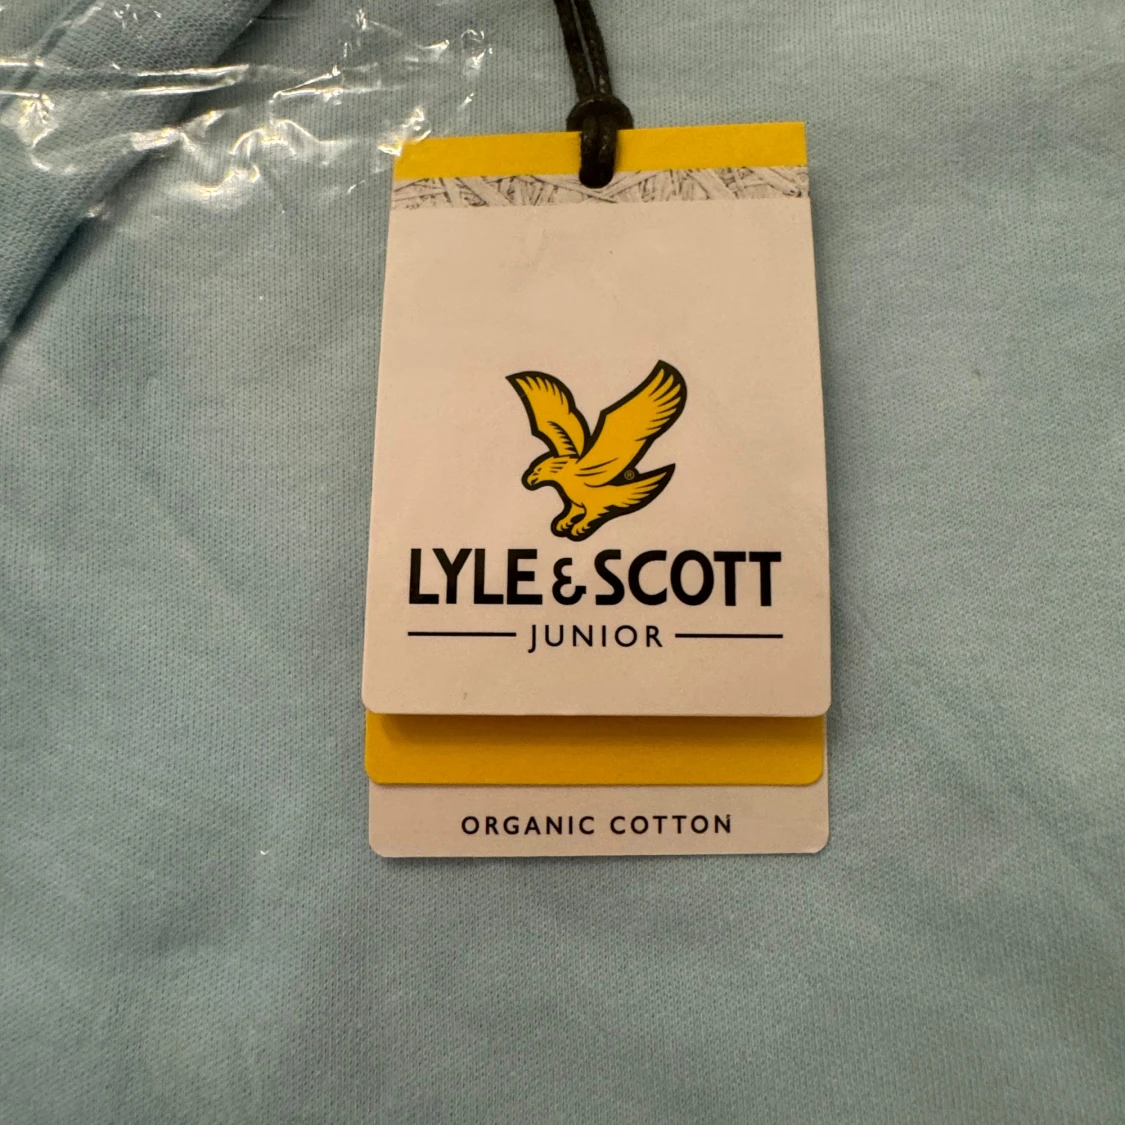 ®
LYLE & SCOTT
JUNIOR
ORGANIC COTTON